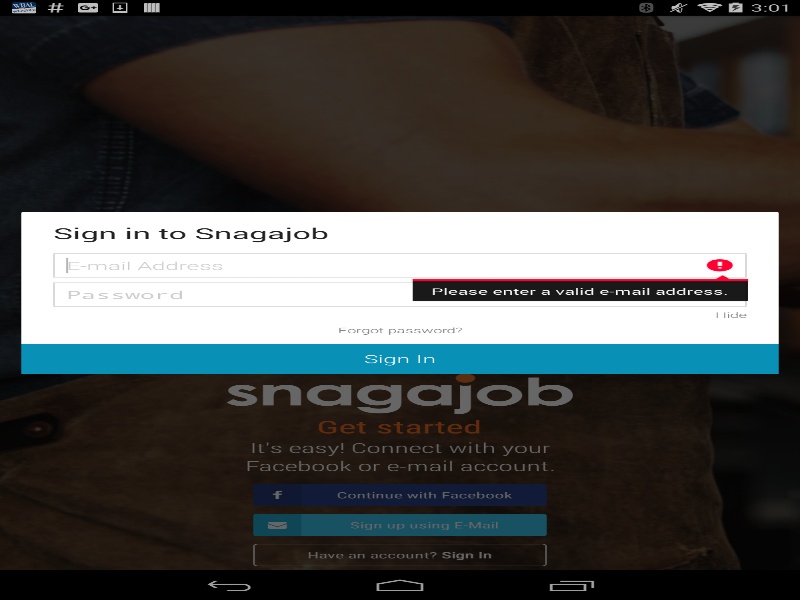 3:01
Sign in to Snagajob
E-mail Address
Password
Please enter a valid e-mail address.
Hide
Forgot password?
Sign In
snagajob
Get started
It's easy! Connect with your
Facebook or e-mail account.
Continue with Facebook
Sign up using E-Mail
Have an account? Sign In